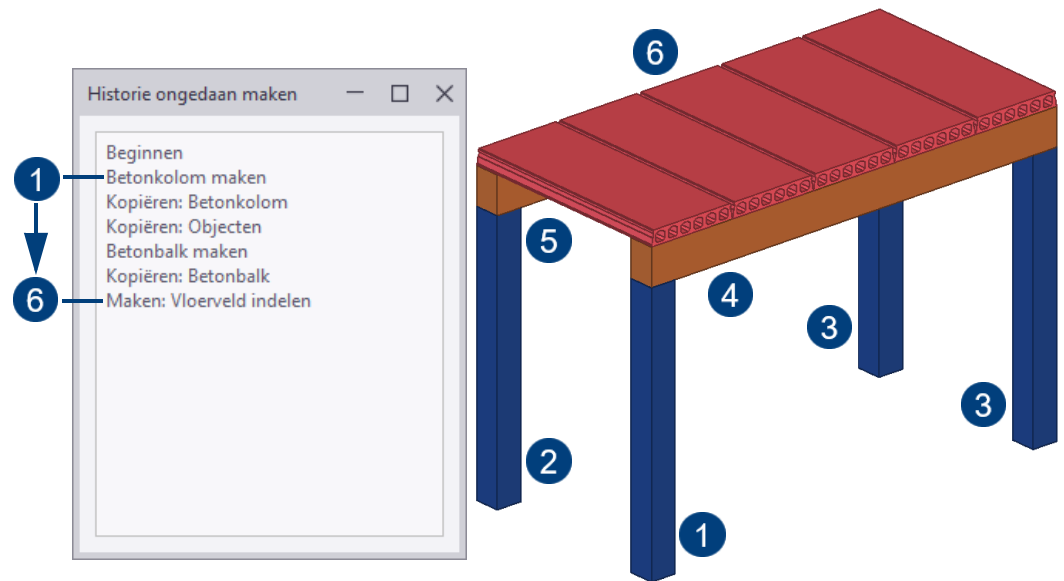 Historie ongedaan maken
Beginnen
1 Betonkolom maken
Kopiëren: Betonkolom
Kopiëren: Objecten
Betonbalk maken
Kopiëren: Betonbalk
6 Maken: Vloerveld indelen
6
5
4
3
3
2
1